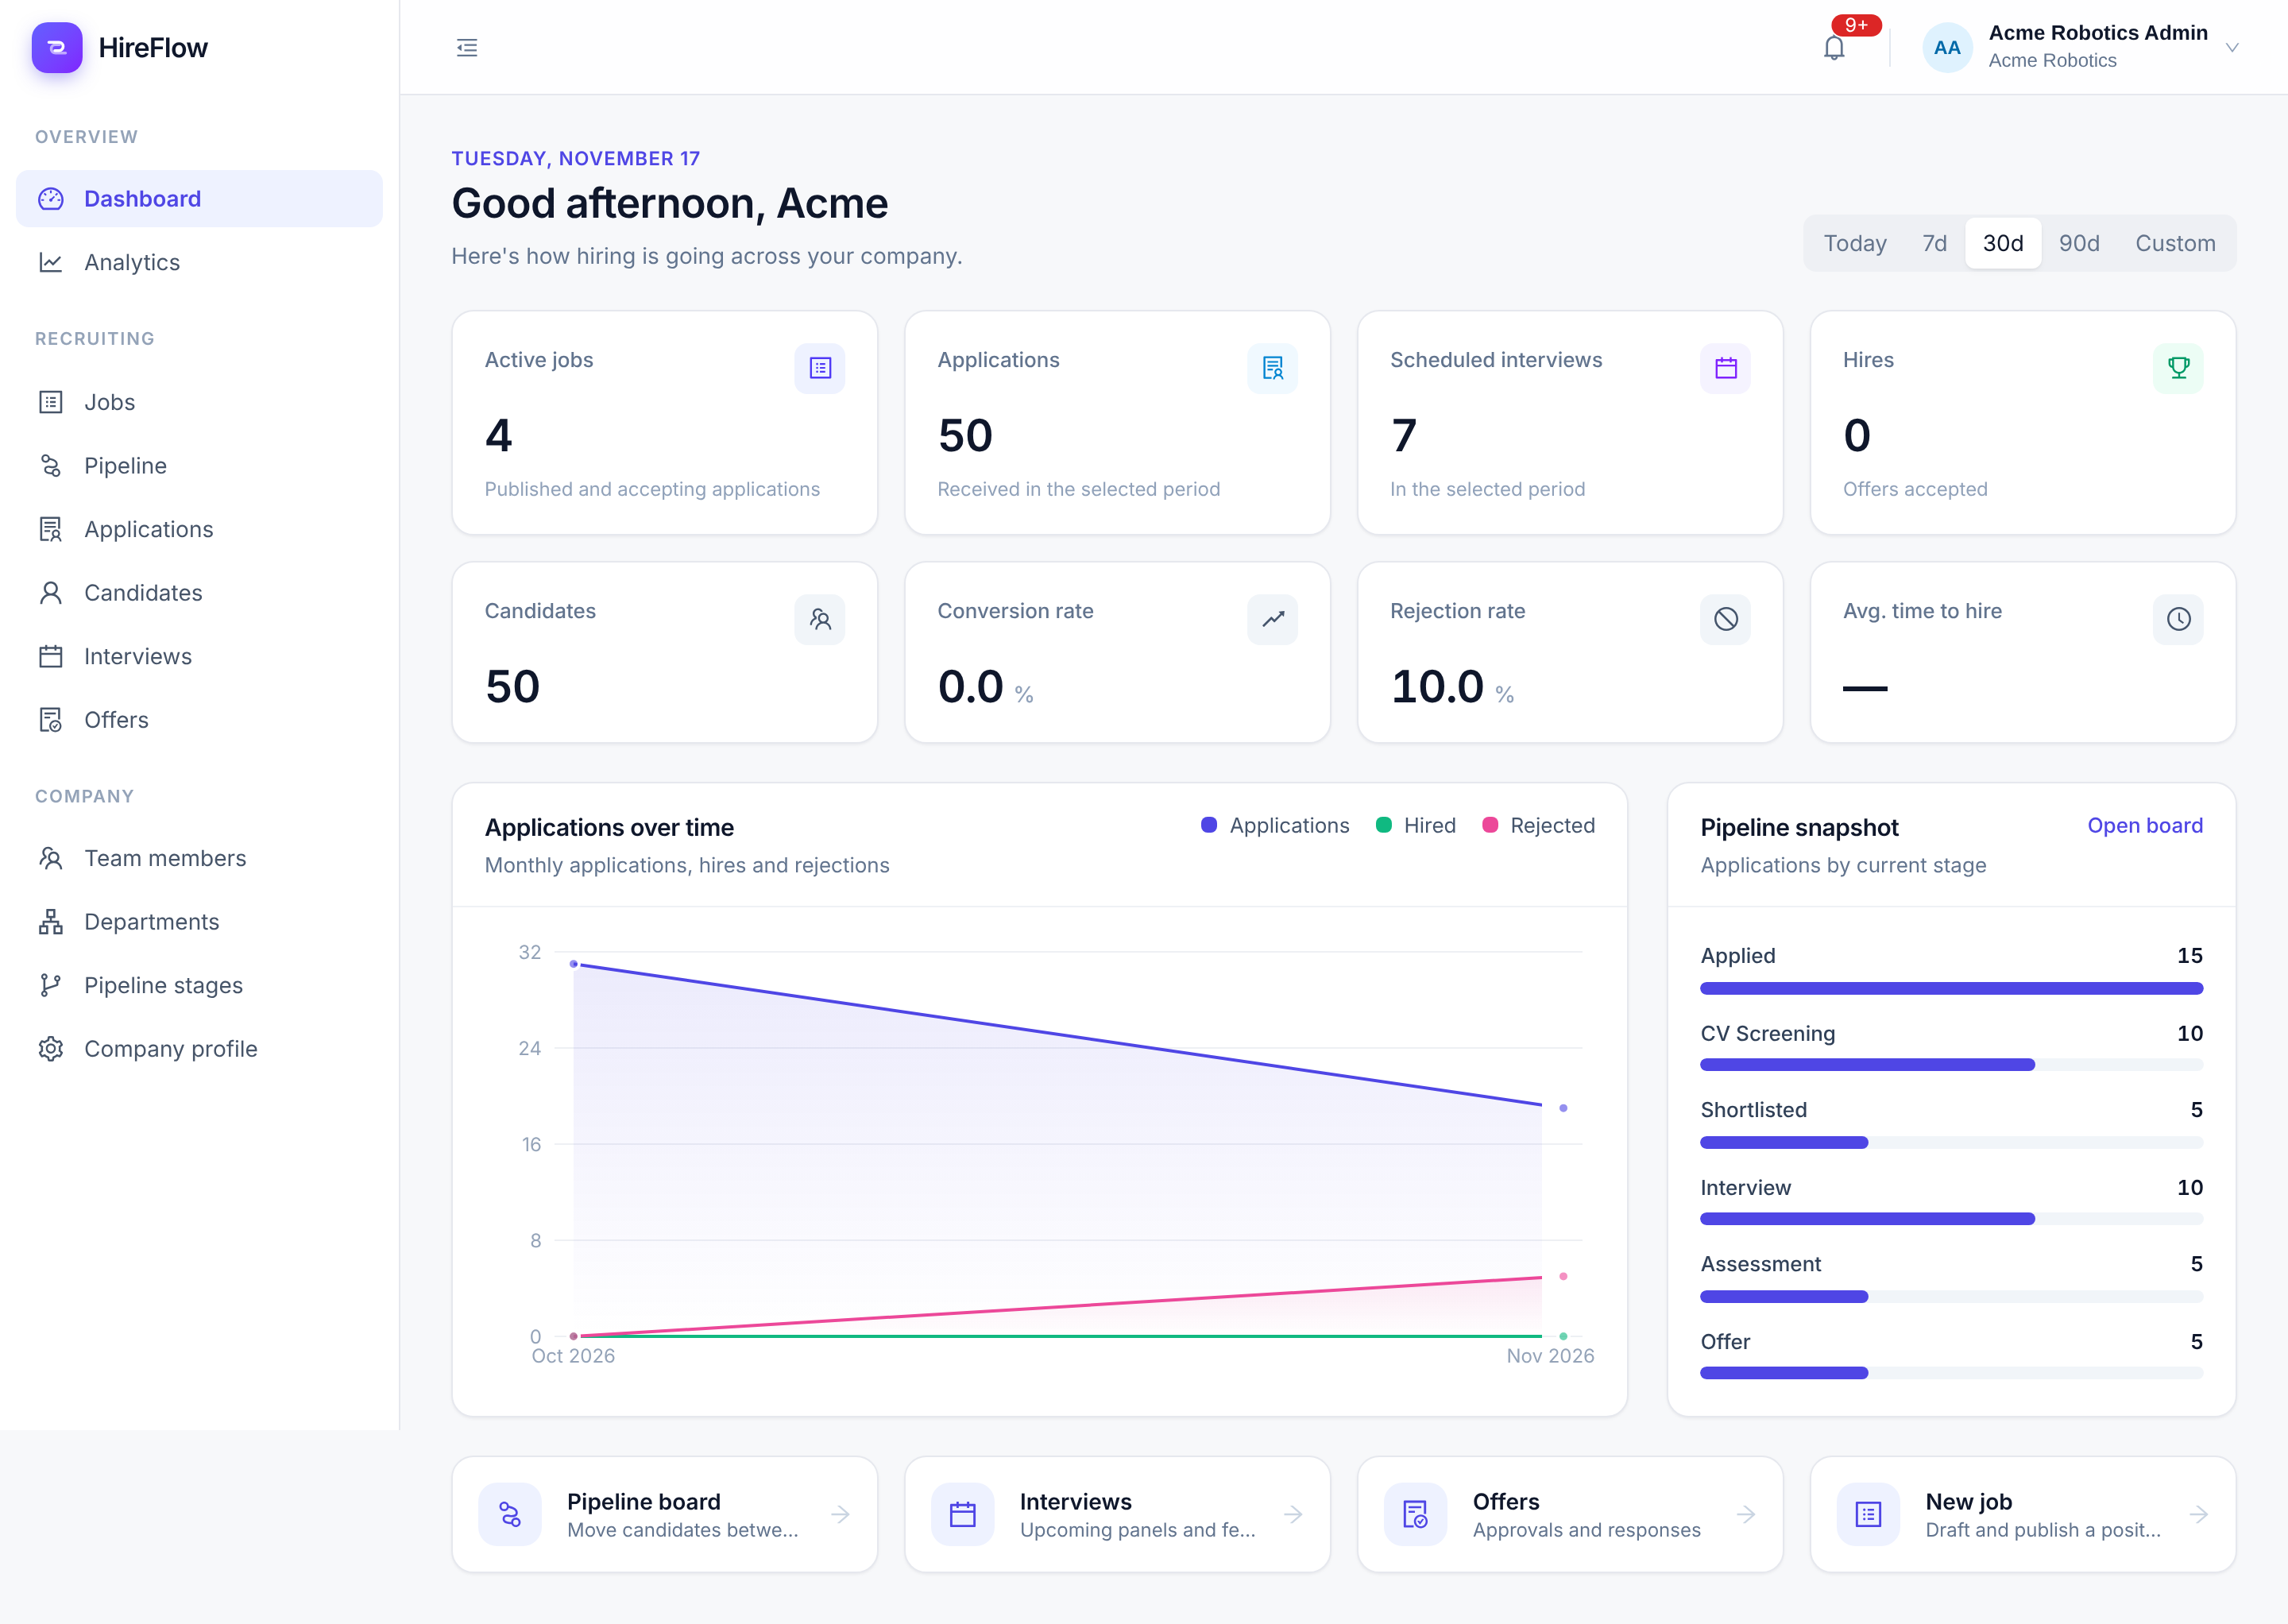 HireFlow
OVERVIEW
Dashboard
Analytics
RECRUITING
Jobs
Pipeline
Applications
Candidates
Interviews
Offers
COMPANY
Team members
Departments
Pipeline stages
Company profile
9+
AA
Acme Robotics Admin
Acme Robotics
TUESDAY, NOVEMBER 17
Good afternoon, Acme
Here's how hiring is going across your company.
Today 7d 30d 90d Custom
Active jobs
4
Published and accepting applications
Applications
50
Received in the selected period
Scheduled interviews
7
In the selected period
Hires
0
Offers accepted
Candidates
50
Conversion rate
0.0 %
Rejection rate
10.0 %
Avg. time to hire
—
Applications over time
Monthly applications, hires and rejections
Applications Hired Rejected
32
24
16
8
0
Oct 2026 Nov 2026
Pipeline snapshot
Open board
Applications by current stage
Applied 15
CV Screening 10
Shortlisted 5
Interview 10
Assessment 5
Offer 5
Pipeline board
Move candidates betwe...
Interviews
Upcoming panels and fe...
Offers
Approvals and responses
New job
Draft and publish a posit...